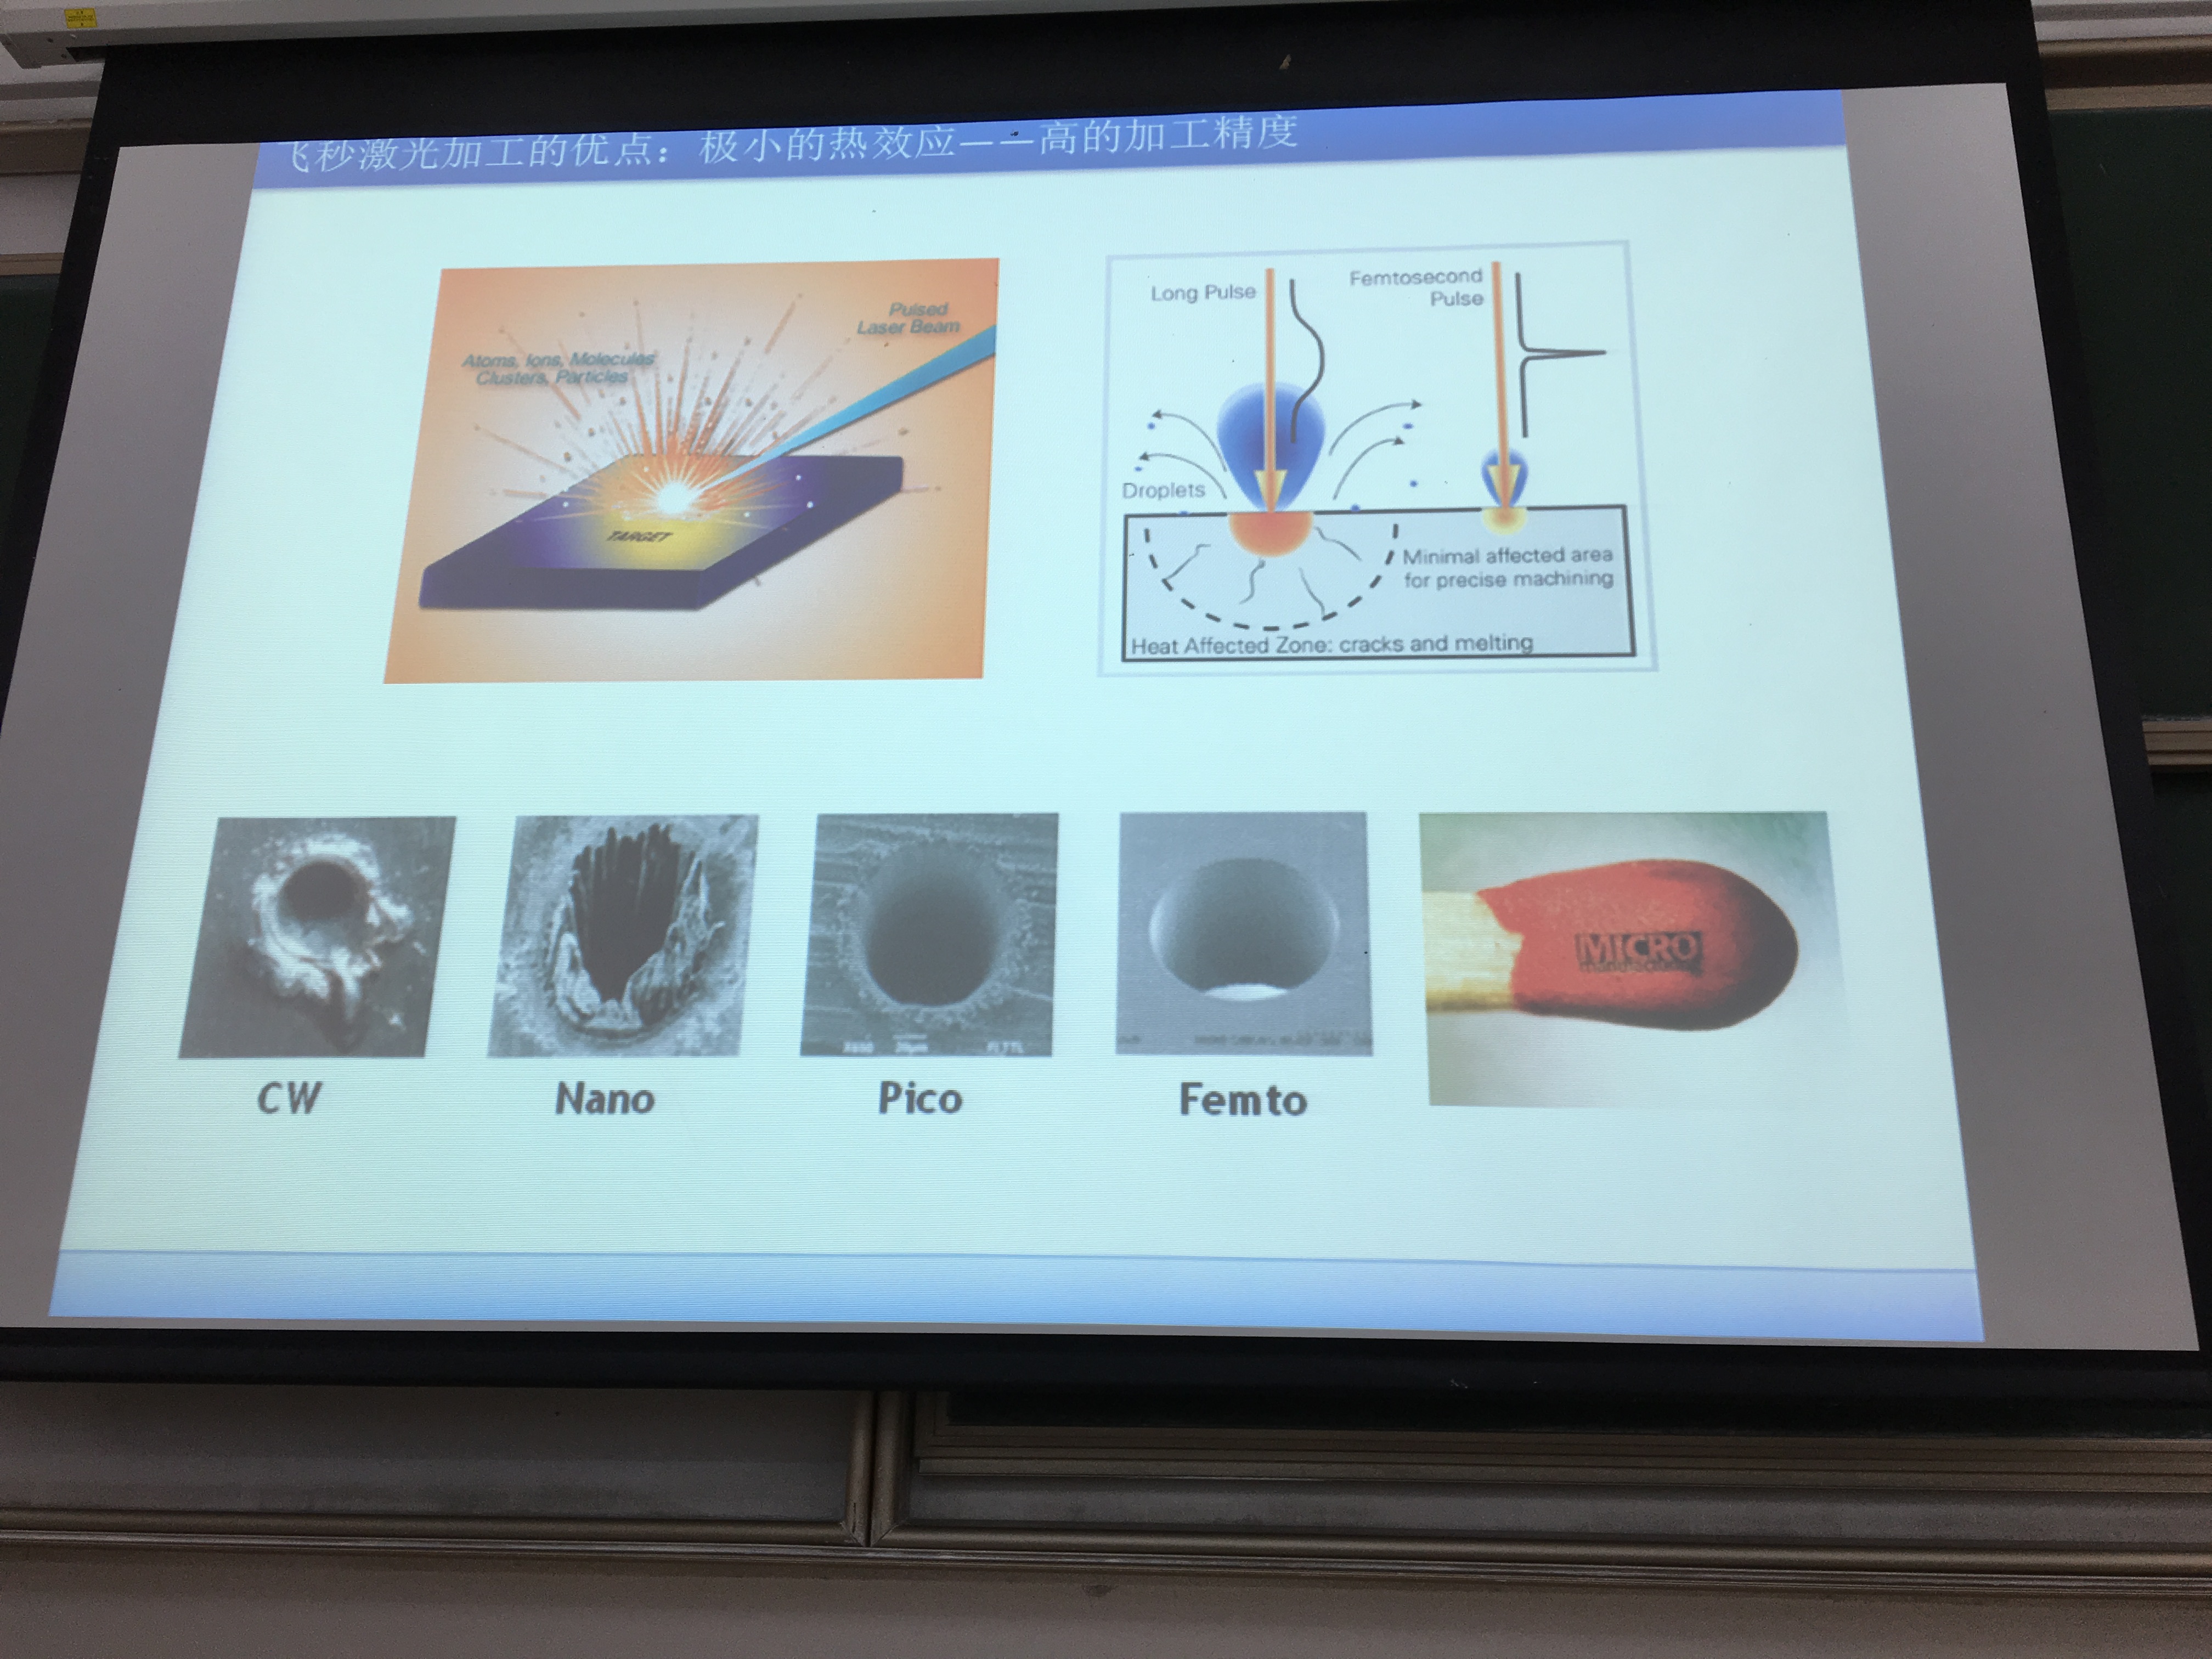 飞秒激光加工的优点：极小的热效应——高的加工精度
Pulsed
Laser Beam
Atoms, Ions, Molecules
Clusters, Particles
TARGET
Long Pulse
Femtosecond
Pulse
Droplets
Minimal affected area
for precise machining
Heat Affected Zone: cracks and melting
X650 20µm
CW
Nano
Pico
Femto
MICRO